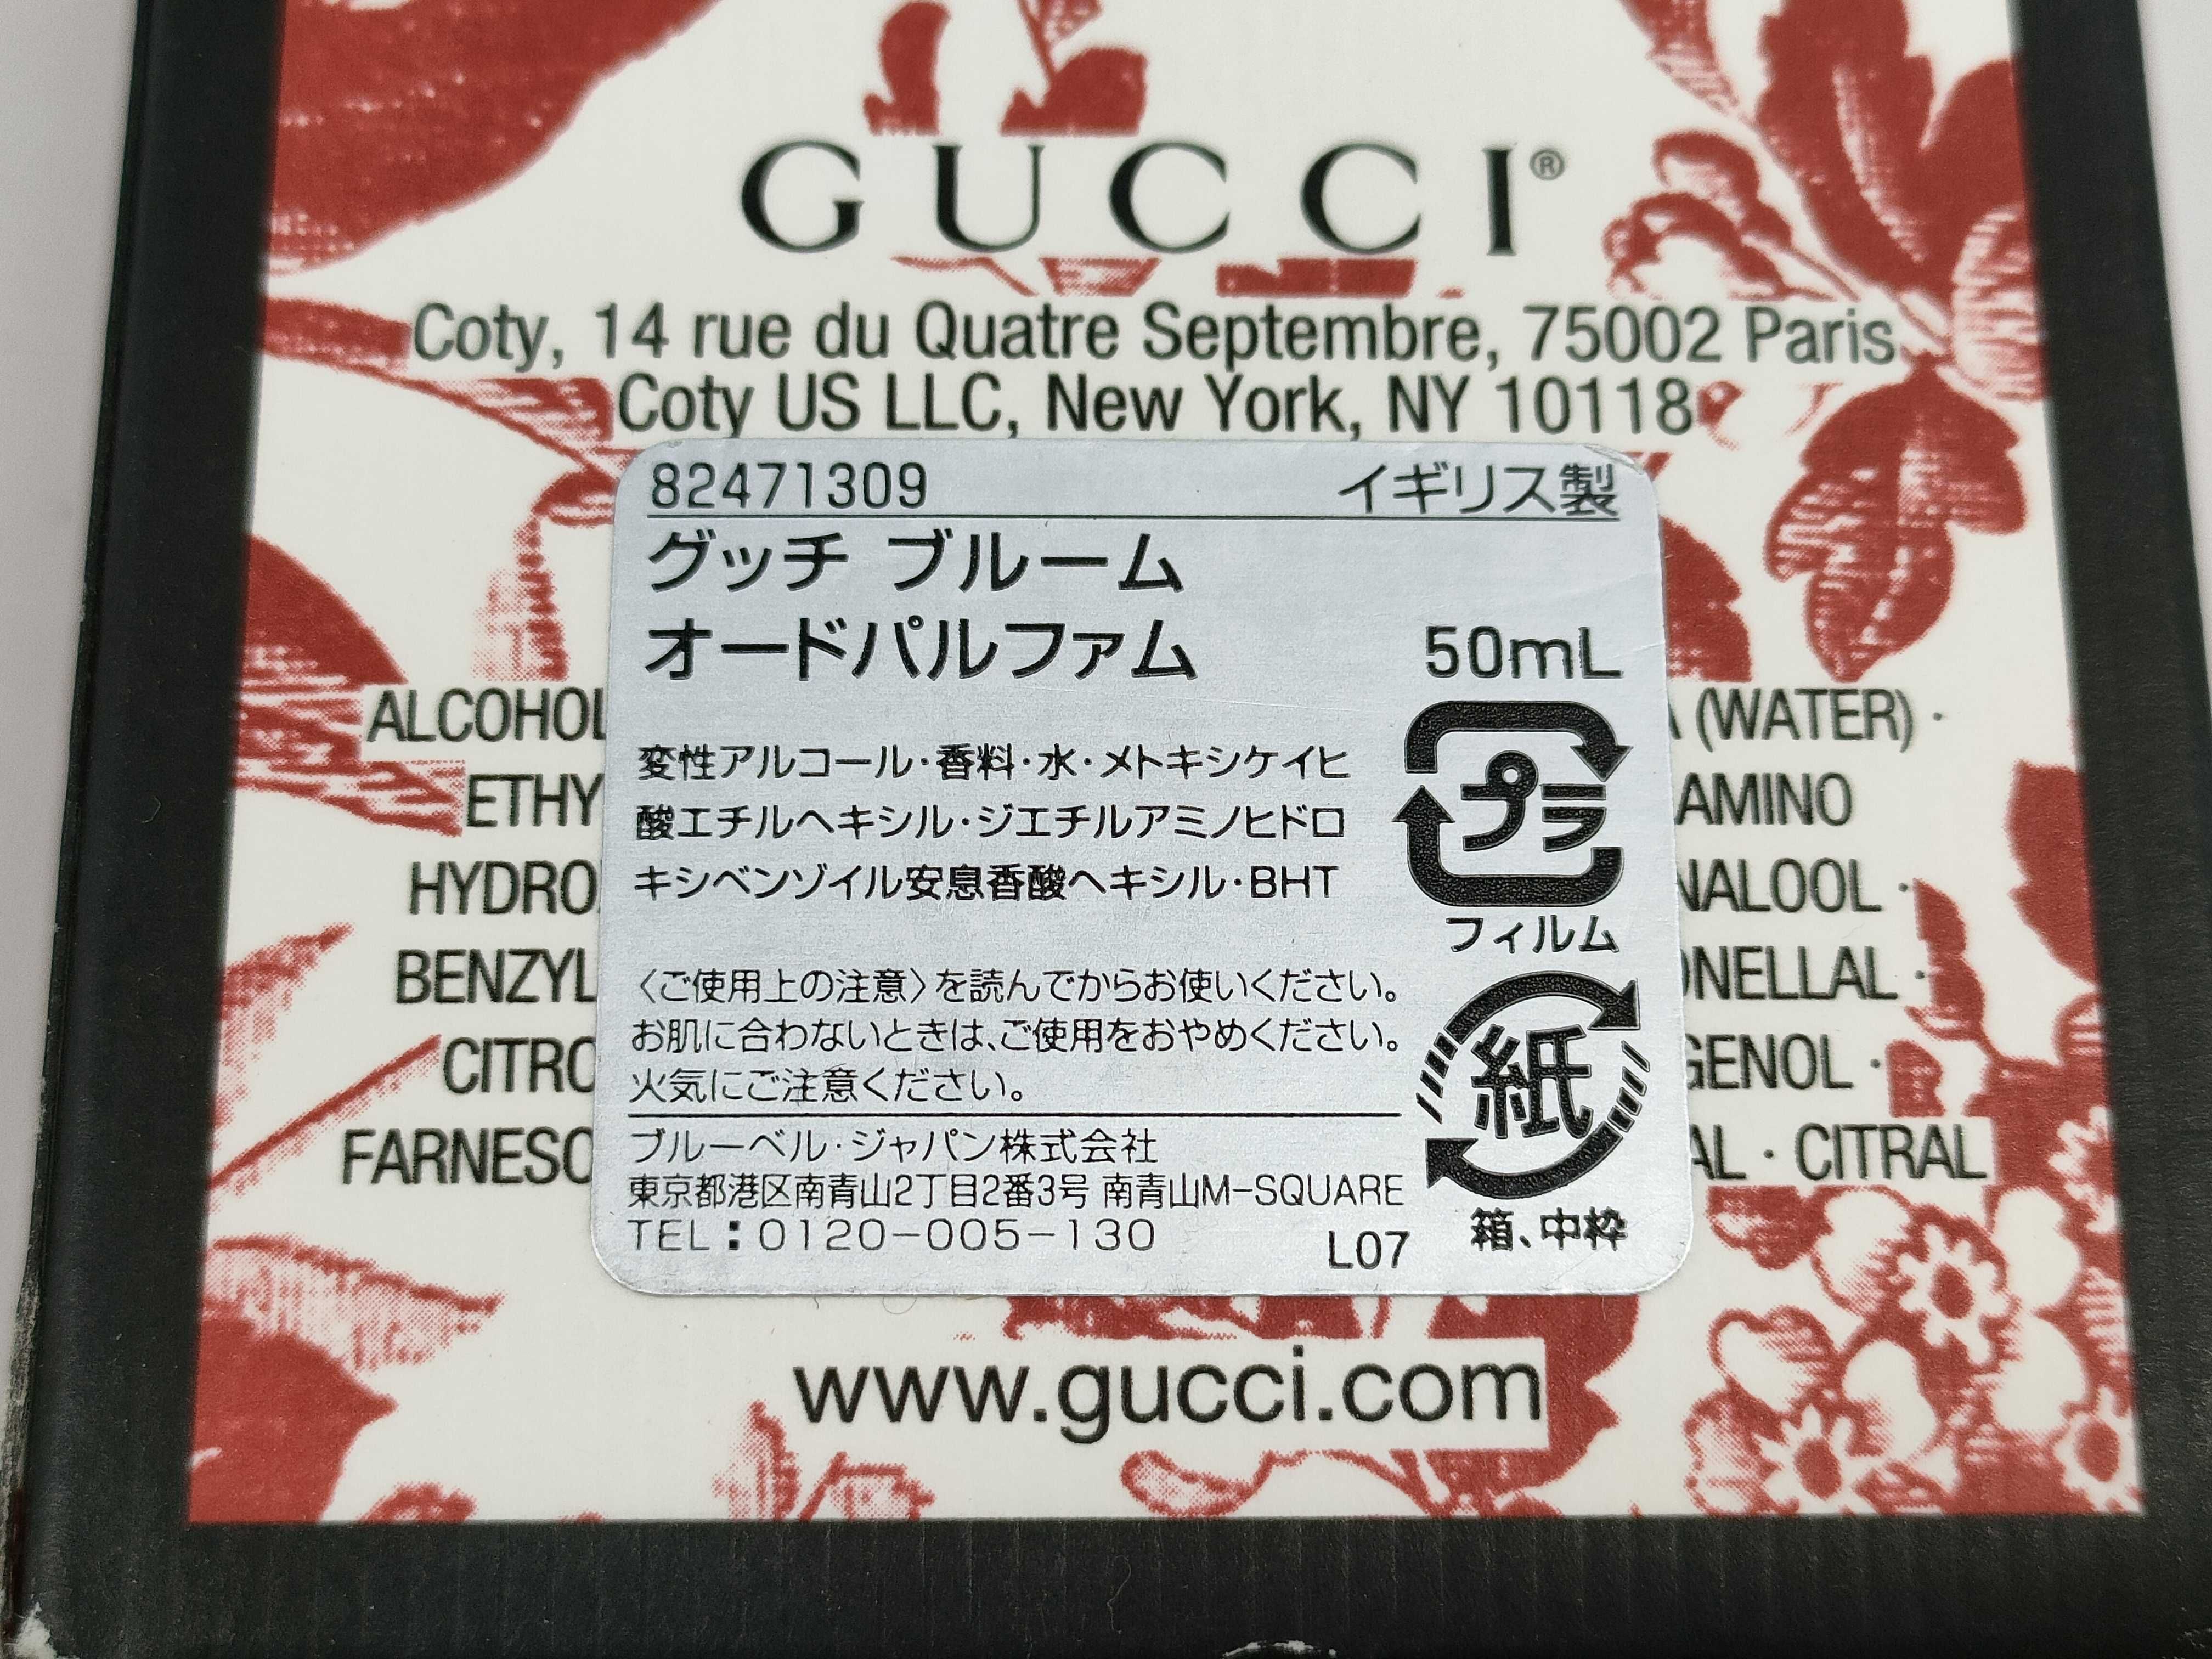 GUCCI®
Coty, 14 rue du Quatre Septembre, 75002 Paris
Coty US LLC, New York, NY 10118
82471309 イギリス製
グッチ ブルーム
オードパルファム 50mL
ALCOHOL (WATER) ·
変性アルコール・香料・水・メトキシケイヒ
プラ
AMINO
酸エチルヘキシル・ジエチルアミノヒドロ
キシベンゾイル安息香酸ヘキシル・BHT
フィルム
BENZYL
〈ご使用上の注意〉を読んでからお使いください。
お肌に合わないときは、ご使用をおやめください。
火気にご注意ください。
紙
· CITRAL
ブルーベル・ジャパン株式会社
東京都港区南青山2丁目2番3号 南青山M-SQUARE
TEL：0120-005-130
L07
箱、中枠
www.gucci.com